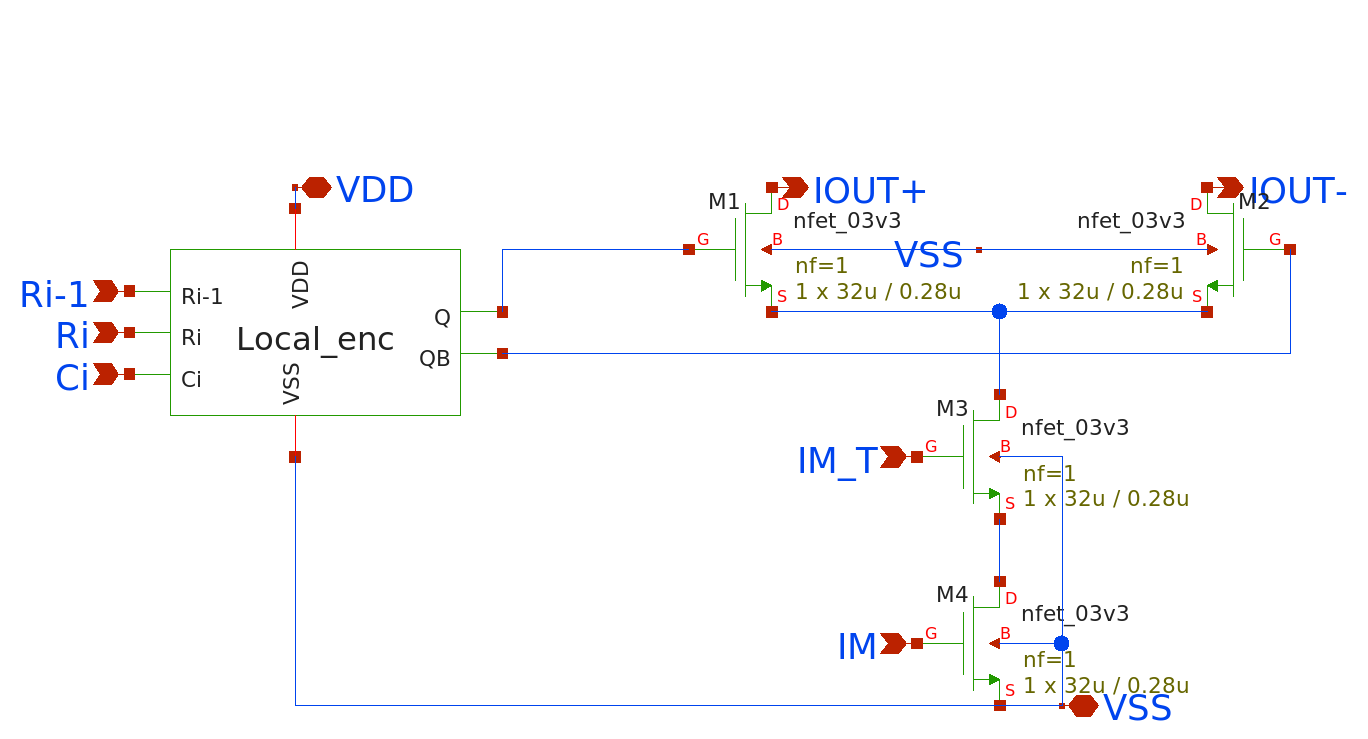 VDD
IOUT+
IOUT-
M1
D
D
M2
nfet_03v3
nfet_03v3
G
B
VSS
B
G
nf=1
nf=1
1 x 32u / 0.28u
1 x 32u / 0.28u
S
S
Ri-1
Ri-1
VDD
Ri
Ri
Local_enc
Ci
Ci
VSS
Q
QB
M3
D
nfet_03v3
IM_T
G
B
nf=1
1 x 32u / 0.28u
S
M4
D
nfet_03v3
IM
G
B
nf=1
1 x 32u / 0.28u
S
VSS